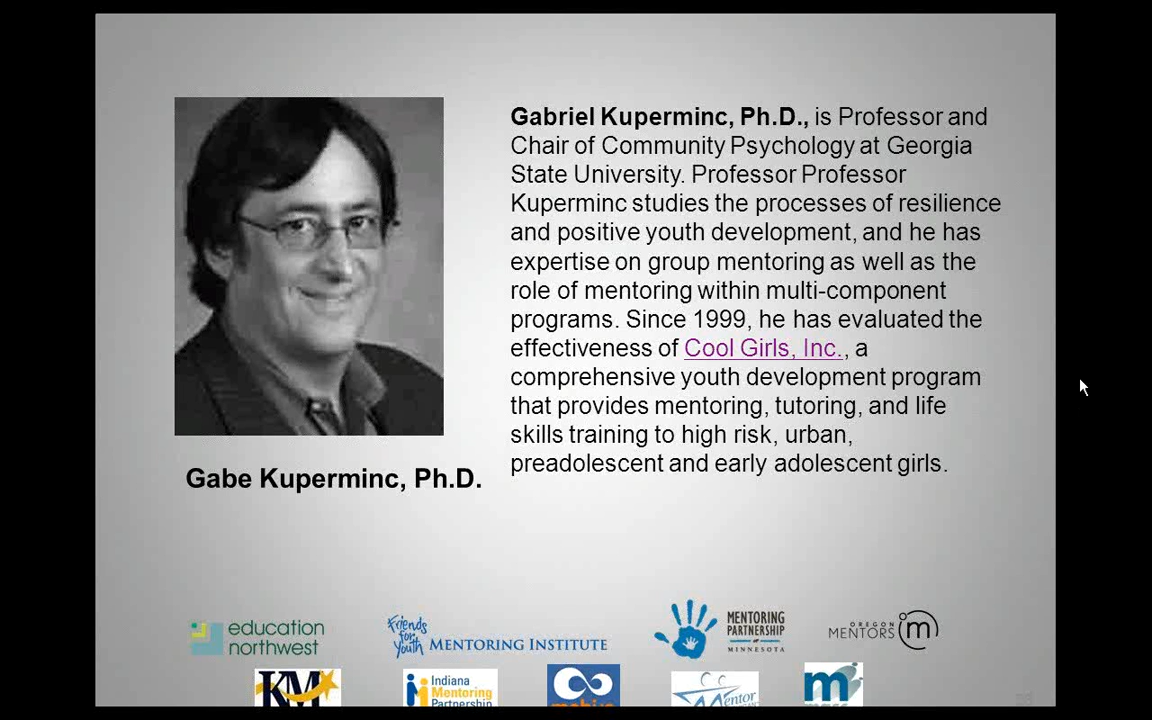 Gabriel Kuperminc, Ph.D., is Professor and
Chair of Community Psychology at Georgia
State University. Professor Professor
Kuperminc studies the processes of resilience
and positive youth development, and he has
expertise on group mentoring as well as the
role of mentoring within multi-component
programs. Since 1999, he has evaluated the
effectiveness of Cool Girls, Inc., a
comprehensive youth development program
that provides mentoring, tutoring, and life
skills training to high risk, urban,
preadolescent and early adolescent girls.
Gabe Kuperminc, Ph.D.
education
northwest
Friends
for
Youth
MENTORING INSTITUTE
MENTORING
PARTNERSHIP
of
MINNESOTA
OREGON
MENTORS
m
KM
Indiana
Mentoring
Partnership
Mentor
m